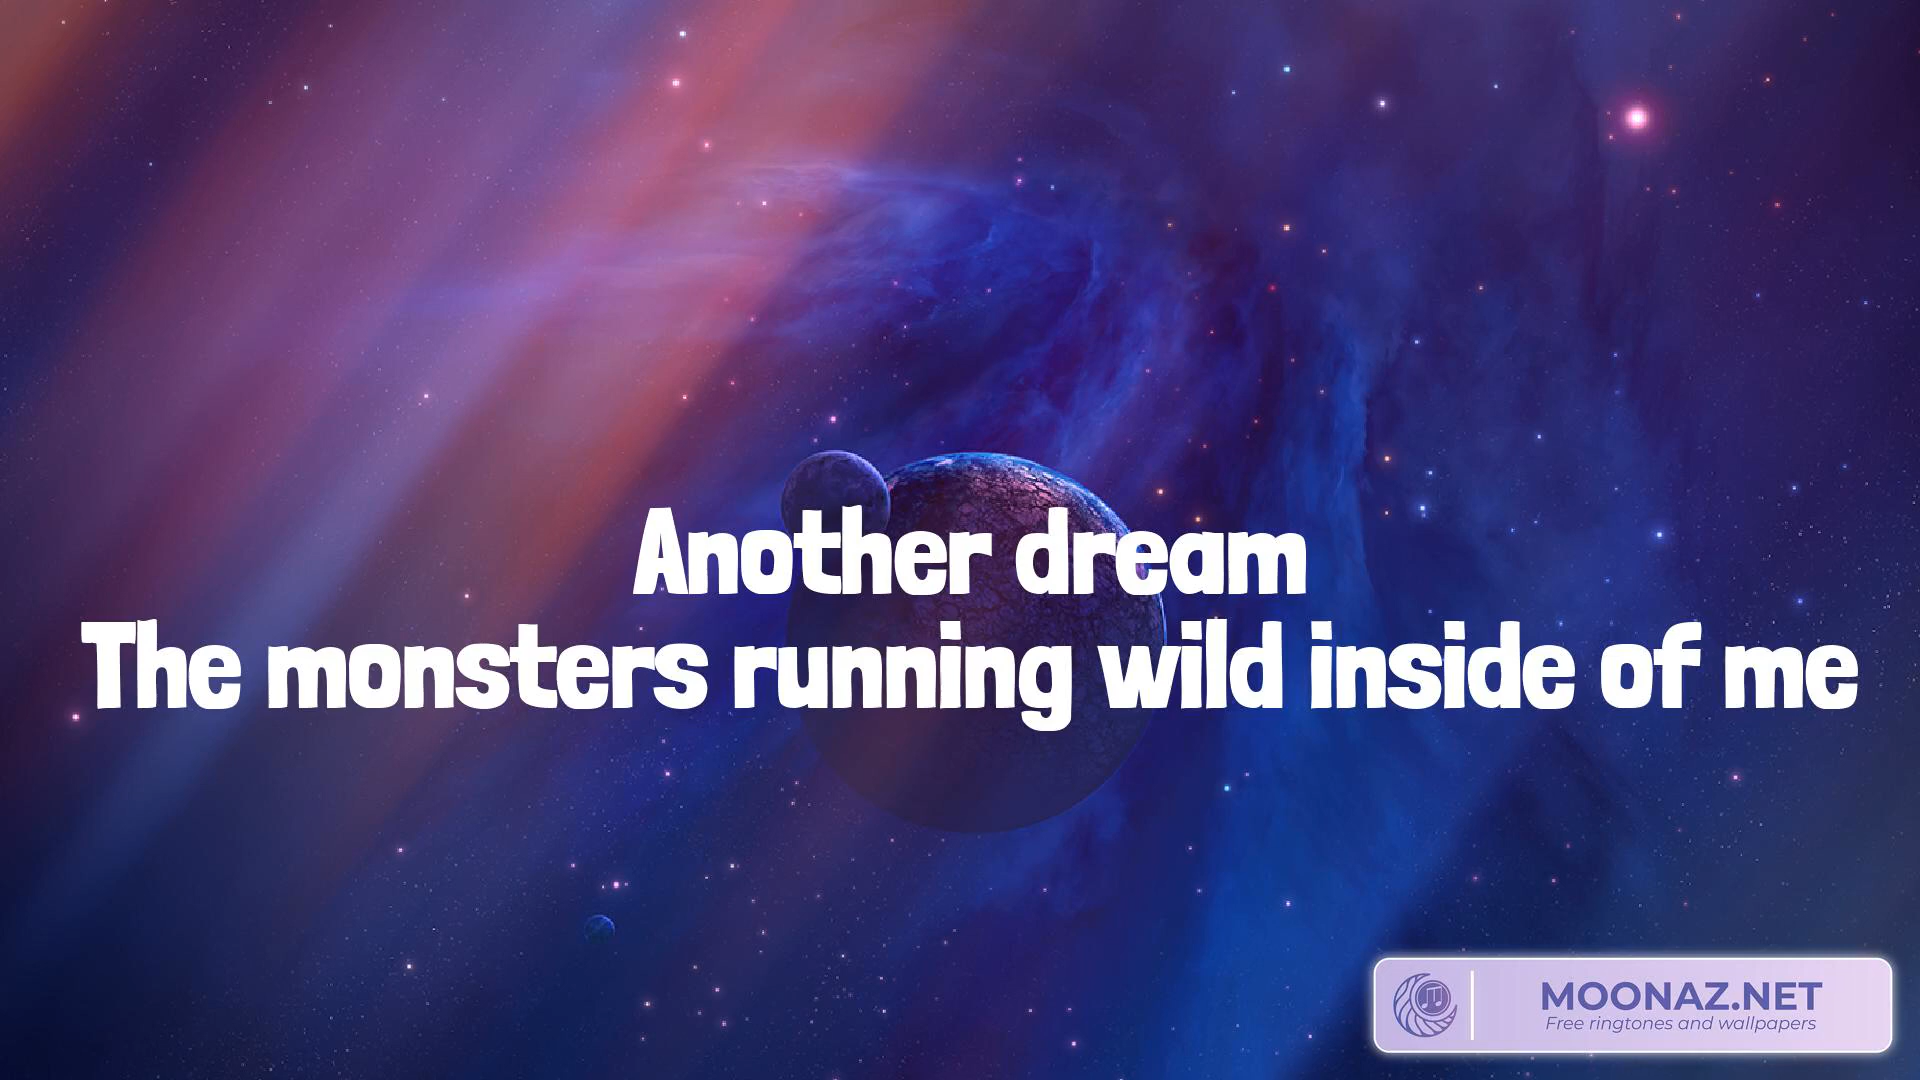 Another dream
The monsters running wild inside of me
MOONAZ.NET
Free ringtones and wallpapers